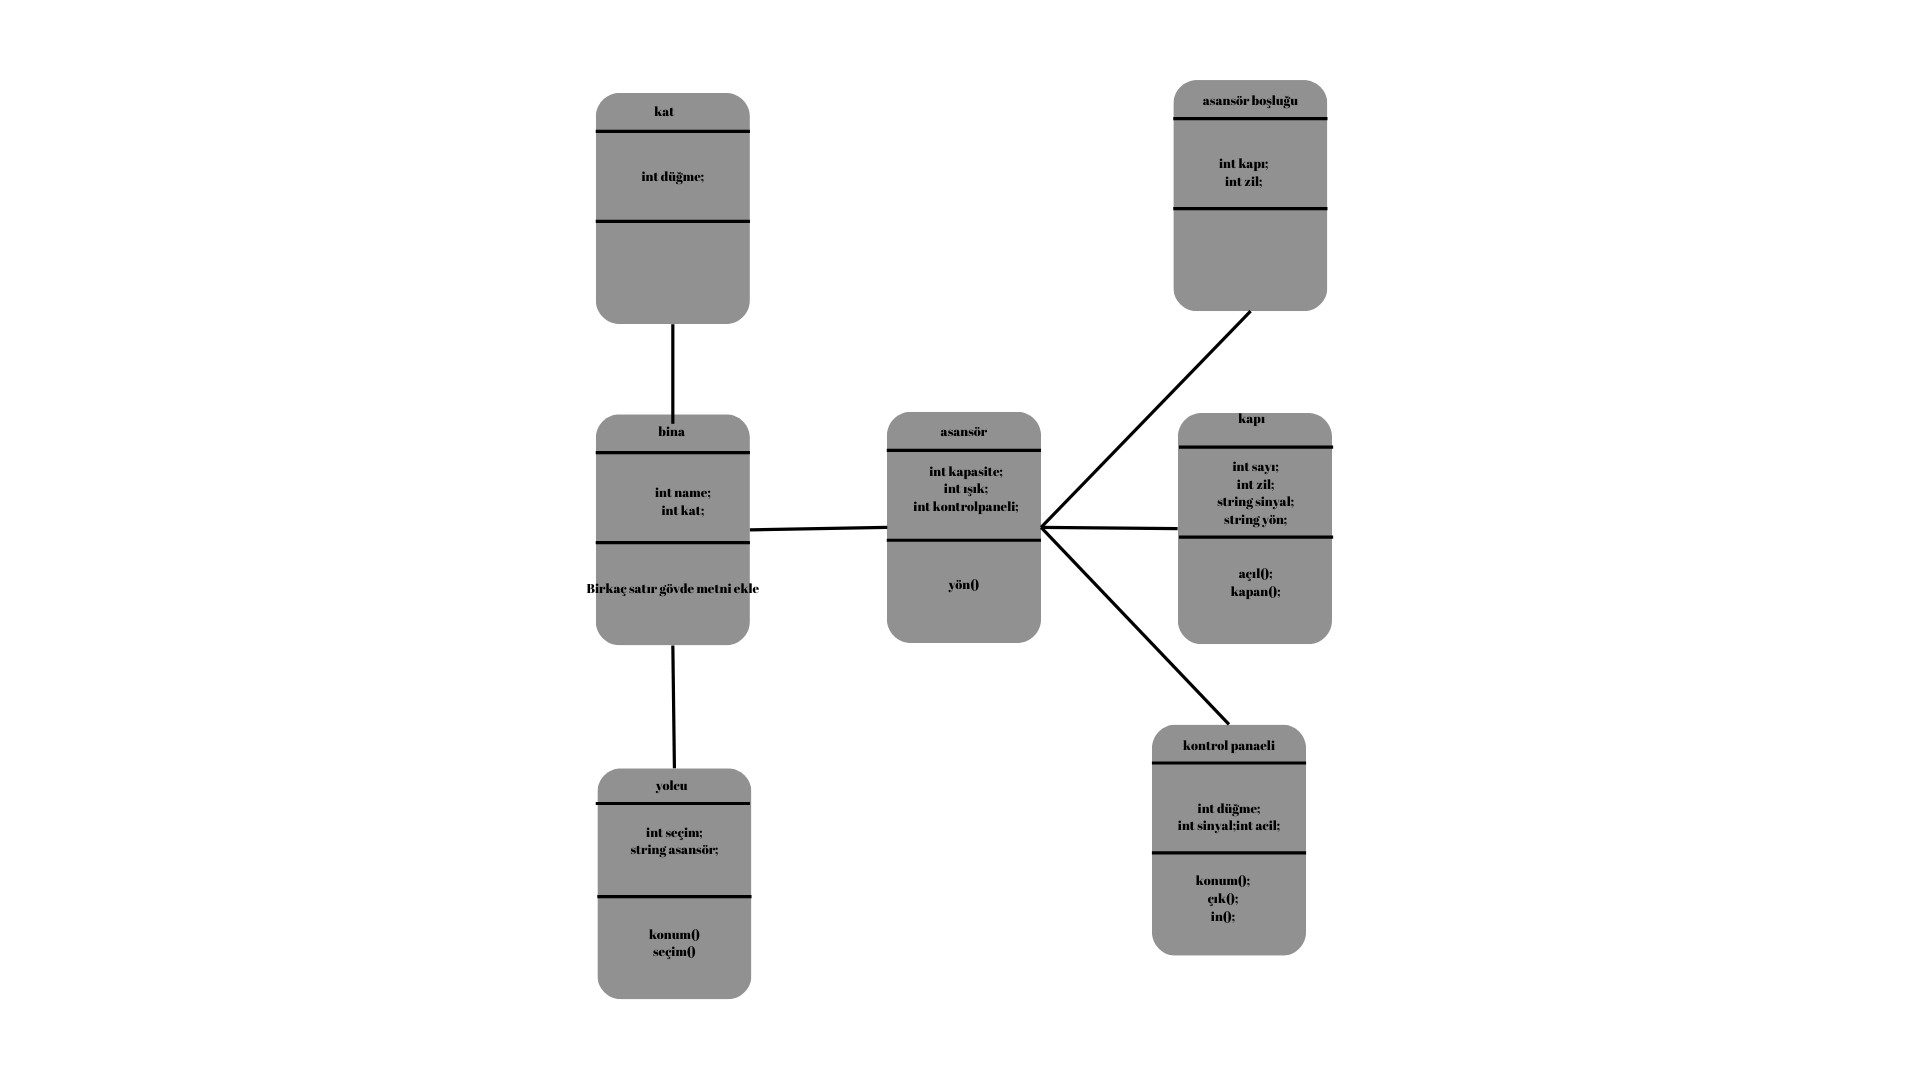 kat
int düğme;
bina
int name;
int kat;
Birkaç satır gövde metni ekle
yolcu
int seçim;
string asansör;
konum()
seçim()
asansör
int kapasite;
int ışık;
int kontrolpaneli;
yön()
asansör boşluğu
int kapı;
int zil;
kapı
int sayı;
int zil;
string sinyal;
string yön;
açıl();
kapan();
kontrol panaeli
int düğme;
int sinyal;int acil;
konum();
çık();
in();